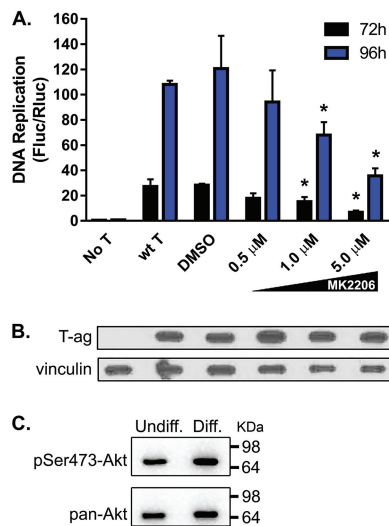 A.
160
140
120
100
80
60
40
20
0
DNA Replication
(Fluc/Rluc)
72h
96h
* *
* *
No T
wt T
DMSO
0.5 μM
1.0 μM
5.0 μM
MK2206
B.
T-ag
vinculin
C.
Undiff. Diff. KDa
pSer473-Akt
98
64
pan-Akt
98
64